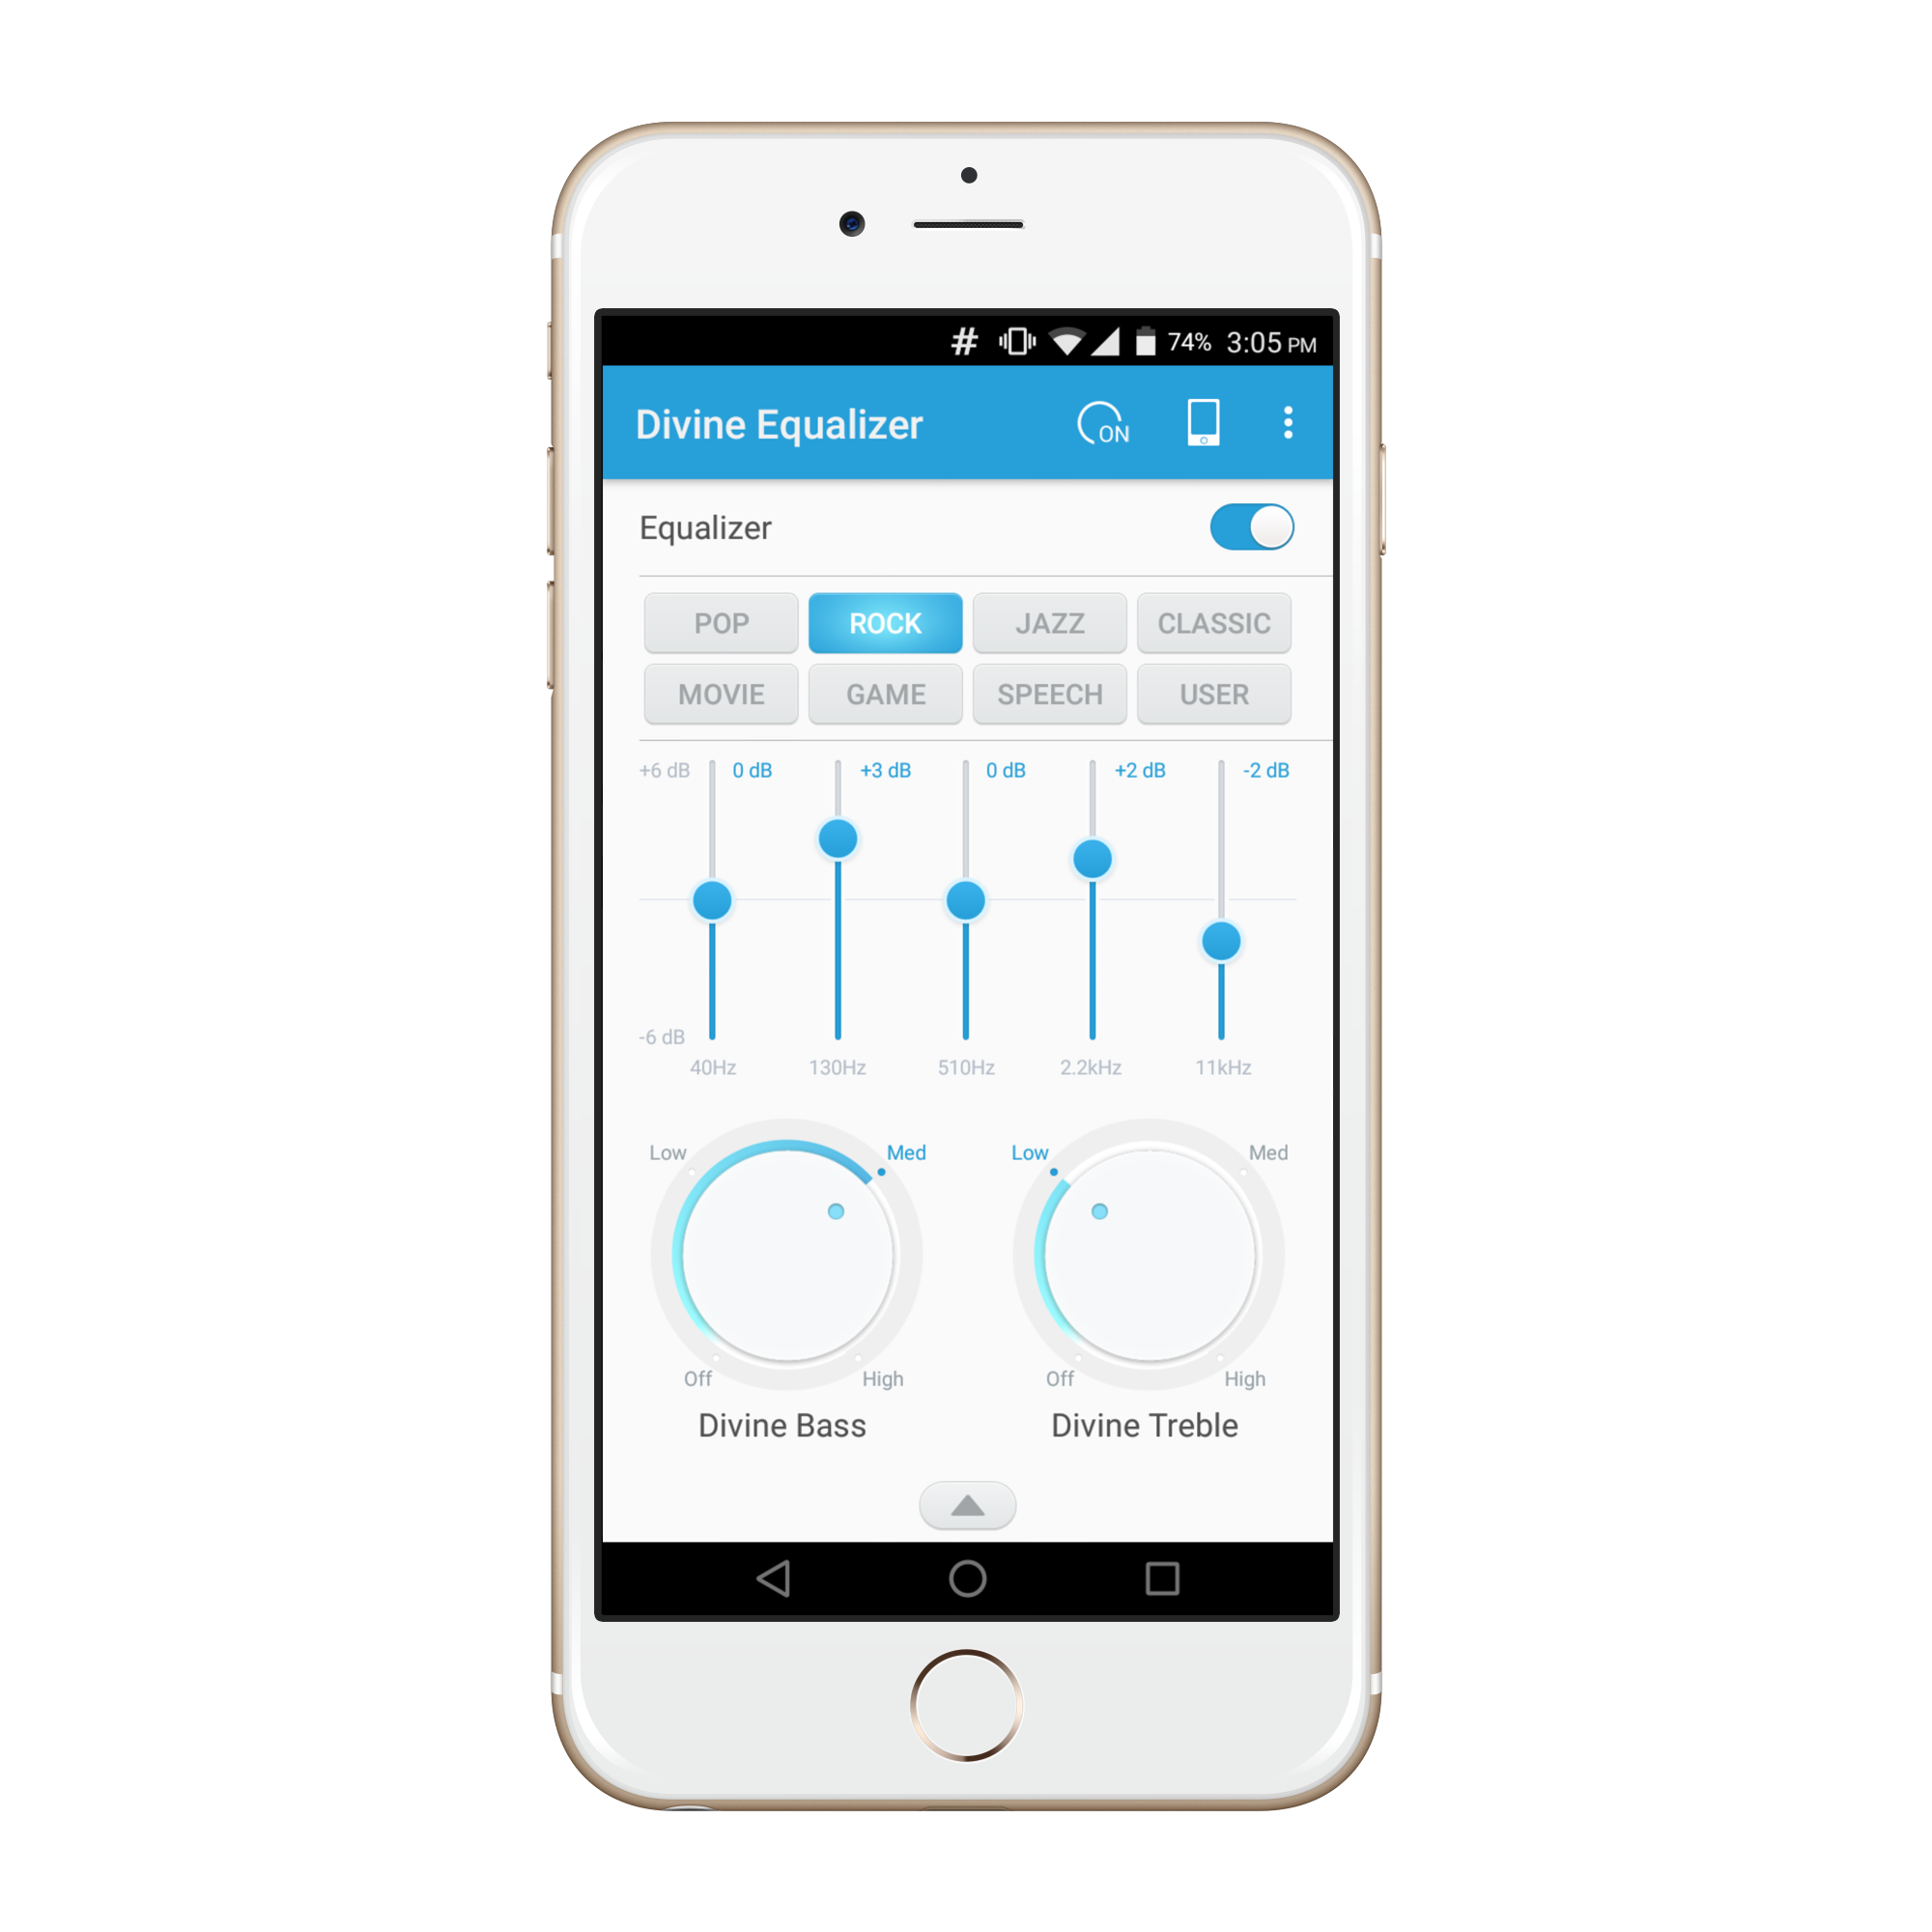 # 74% 3:05 PM
Divine Equalizer ON
Equalizer
POP ROCK JAZZ CLASSIC
MOVIE GAME SPEECH USER
+6 dB 0 dB +3 dB 0 dB +2 dB -2 dB
-6 dB
40Hz 130Hz 510Hz 2.2kHz 11kHz
Low Med Low Med
Off High Off High
Divine Bass Divine Treble